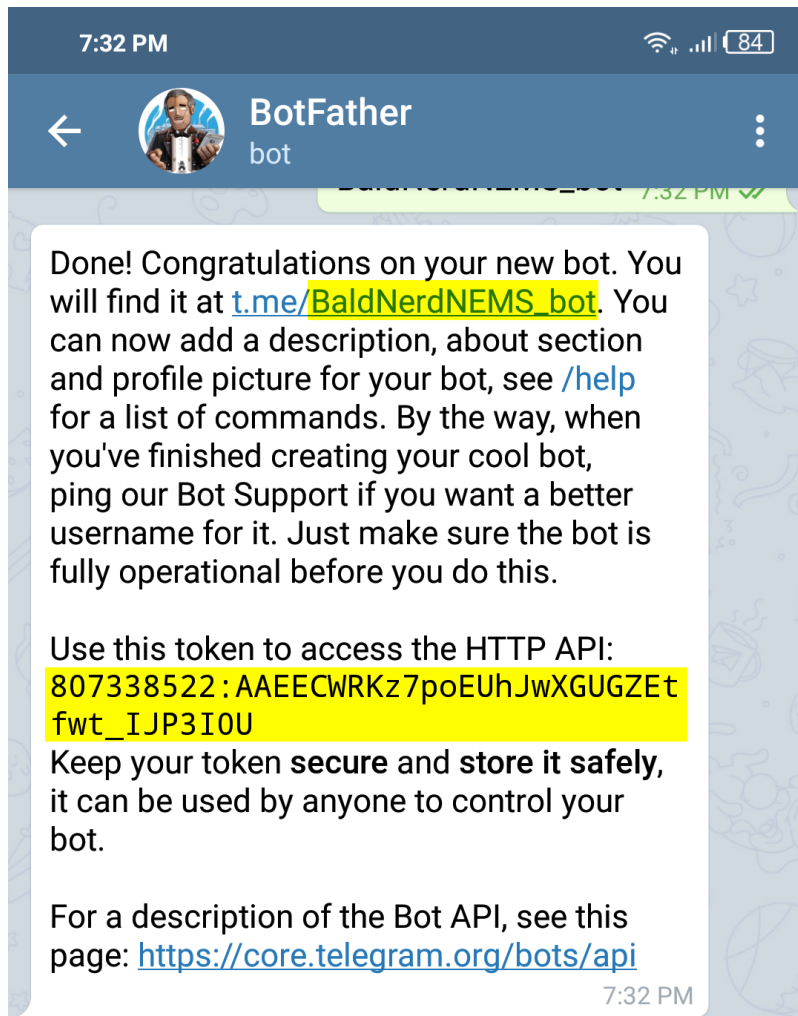 7:32 PM
84
BotFather
bot
BaldNerdNEMS_bot 7:32 PM
Done! Congratulations on your new bot. You
will find it at t.me/BaldNerdNEMS_bot. You
can now add a description, about section
and profile picture for your bot, see /help
for a list of commands. By the way, when
you've finished creating your cool bot,
ping our Bot Support if you want a better
username for it. Just make sure the bot is
fully operational before you do this.
Use this token to access the HTTP API:
807338522:AAEECWRKz7poEUhJwXGUGZEt
fwt_IJP3I0U
Keep your token secure and store it safely,
it can be used by anyone to control your
bot.
For a description of the Bot API, see this
page: https://core.telegram.org/bots/api
7:32 PM